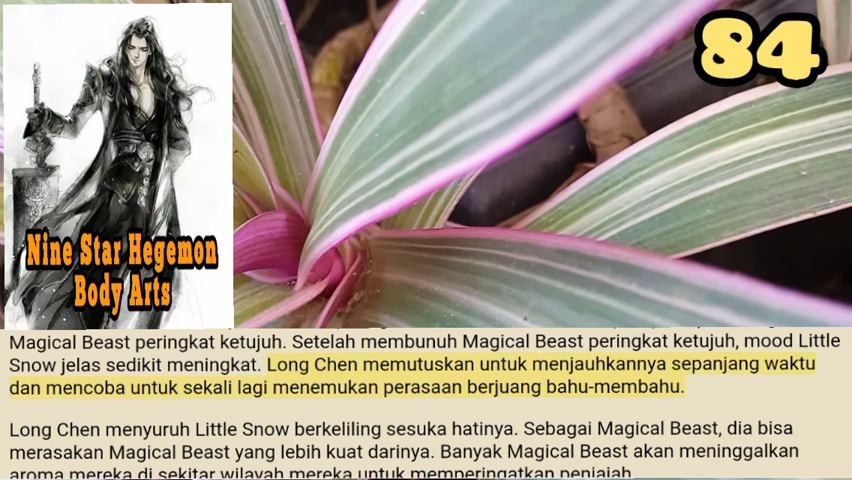 84
Nine Star Hegemon
Body Arts
Magical Beast peringkat ketujuh. Setelah membunuh Magical Beast peringkat ketujuh, mood Little
Snow jelas sedikit meningkat. Long Chen memutuskan untuk menjauhkannya sepanjang waktu
dan mencoba untuk sekali lagi menemukan perasaan berjuang bahu-membahu.
Long Chen menyuruh Little Snow berkeliling sesuka hatinya. Sebagai Magical Beast, dia bisa
merasakan Magical Beast yang lebih kuat darinya. Banyak Magical Beast akan meninggalkan
aroma mereka di sekitar wilayah mereka untuk memperingatkan penjajah